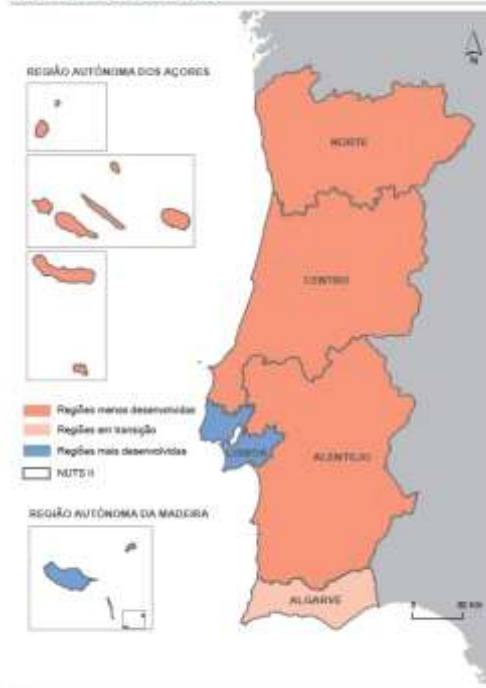 N
REGIÃO AUTÓNOMA DOS AÇORES
NORTE
CENTRO
Regiões menos desenvolvidas
Regiões em transição
Regiões mais desenvolvidas
NUTS II
LISBOA
ALENTEJO
REGIÃO AUTÓNOMA DA MADEIRA
ALGARVE
0